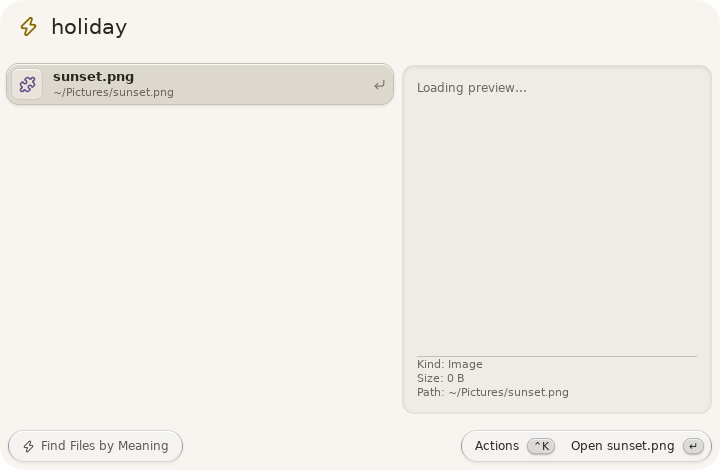 holiday
sunset.png
~/Pictures/sunset.png
Loading preview...
Kind: Image
Size: 0 B
Path: ~/Pictures/sunset.png
Find Files by Meaning
Actions ^K Open sunset.png ↵